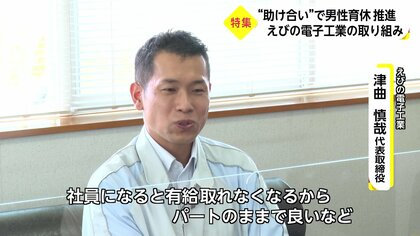 特集
“助け合い”で男性育休 推進
えびの電子工業の取り組み
えびの電子工業
津曲 慎哉 代表取締役
社員になると有給取れなくなるから
パートのままで良いなど